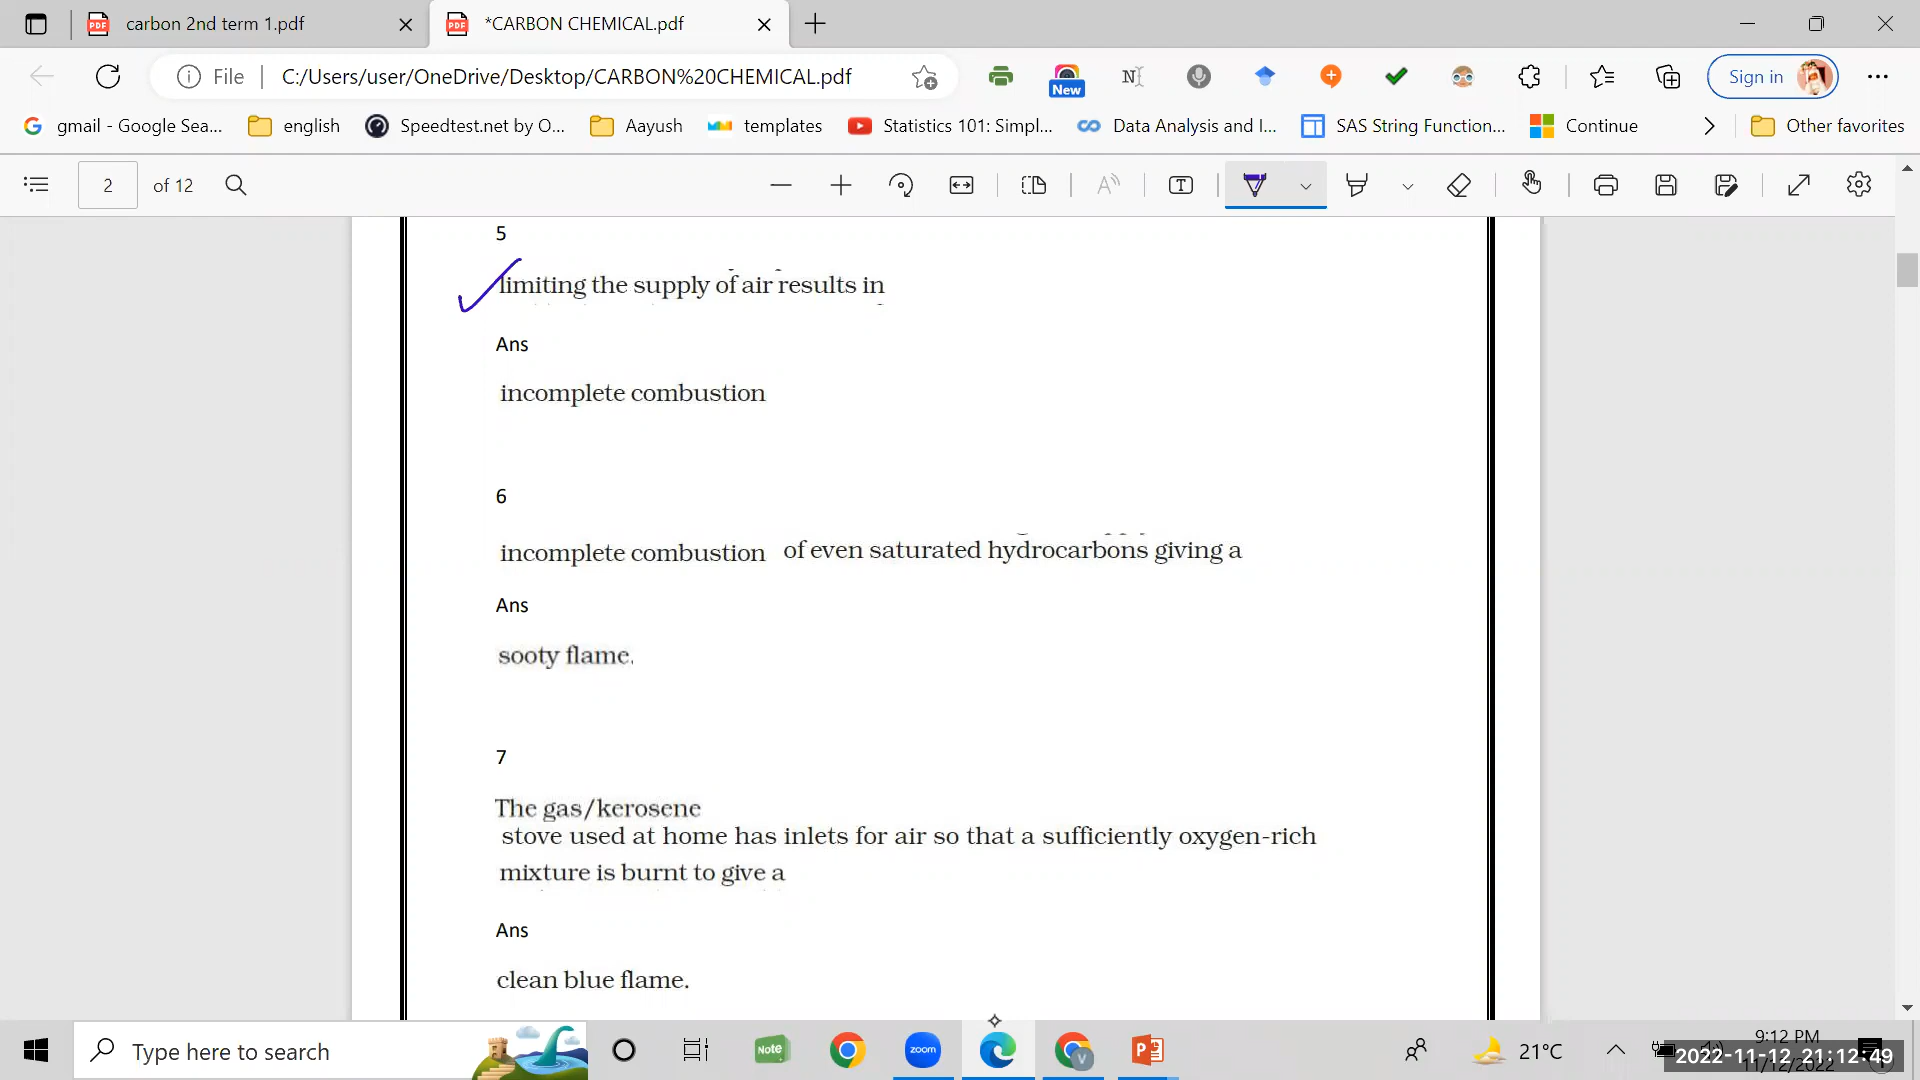 carbon 2nd term 1.pdf
*CARBON CHEMICAL.pdf
File
C:/Users/user/OneDrive/Desktop/CARBON%20CHEMICAL.pdf
New
Sign in
gmail - Google Sea...
english
Speedtest.net by O...
Aayush
templates
Statistics 101: Simpl...
Data Analysis and I...
SAS String Function...
Continue
Other favorites
2 of 12
5
limiting the supply of air results in
Ans
incomplete combustion
6
incomplete combustion of even saturated hydrocarbons giving a
Ans
sooty flame.
7
The gas/kerosene
stove used at home has inlets for air so that a sufficiently oxygen-rich
mixture is burnt to give a
Ans
clean blue flame.
Type here to search
Note
zoom
V
21°C
9:12 PM
2022-11-12 21:12:49
11/12/2022